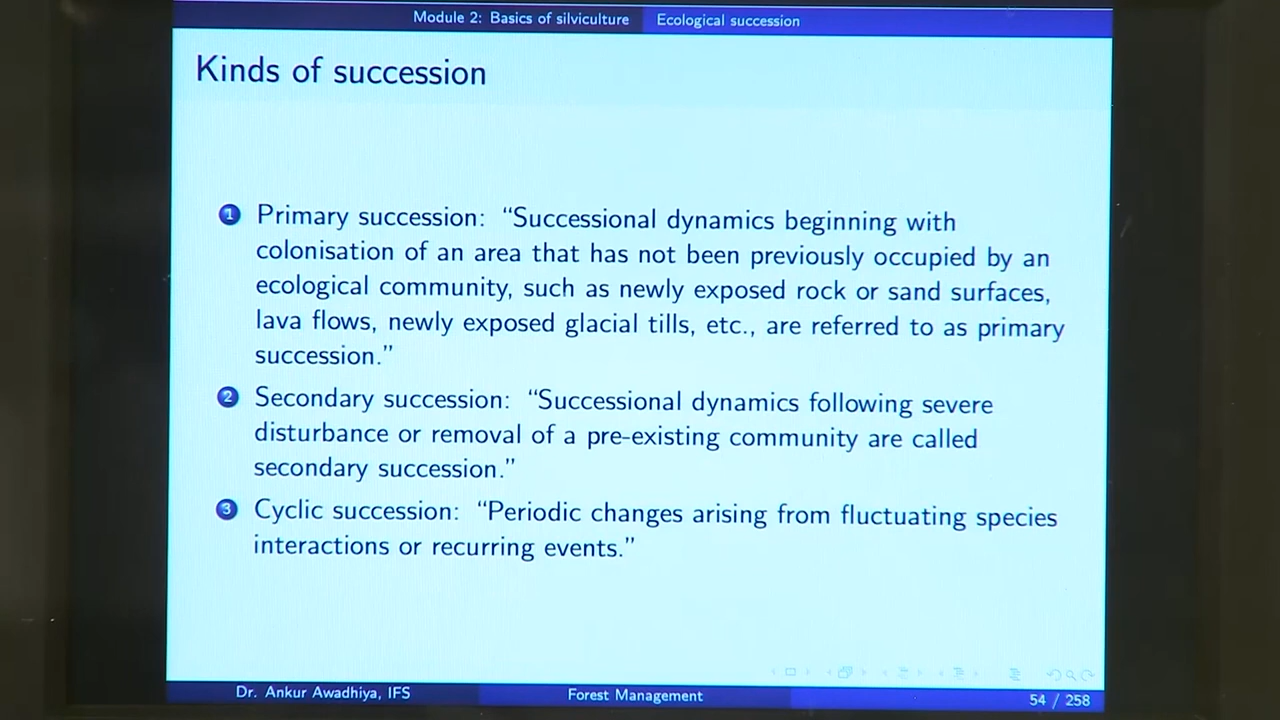 Module 2: Basics of silviculture Ecological succession
Kinds of succession
1 Primary succession: “Successional dynamics beginning with
colonisation of an area that has not been previously occupied by an
ecological community, such as newly exposed rock or sand surfaces,
lava flows, newly exposed glacial tills, etc., are referred to as primary
succession.”
2 Secondary succession: “Successional dynamics following severe
disturbance or removal of a pre-existing community are called
secondary succession.”
3 Cyclic succession: “Periodic changes arising from fluctuating species
interactions or recurring events.”
Dr. Ankur Awadhiya, IFS Forest Management 54 / 258